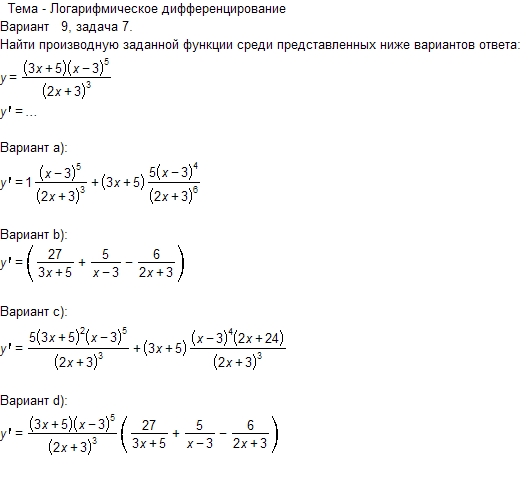 Тема - Логарифмическое дифференцирование
Вариант 9, задача 7.
Найти производную заданной функции среди представленных ниже вариантов ответа:
y = \frac{(3x+5)(x-3)^5}{(2x+3)^3}
y' = ...
Вариант a):
y' = 1\frac{(x-3)^5}{(2x+3)^3} + (3x+5)\frac{5(x-3)^4}{(2x+3)^6}
Вариант b):
y' = \left(\frac{27}{3x+5} + \frac{5}{x-3} - \frac{6}{2x+3}\right)
Вариант c):
y' = \frac{5(3x+5)^2(x-3)^5}{(2x+3)^3} + (3x+5)\frac{(x-3)^4(2x+24)}{(2x+3)^3}
Вариант d):
y' = \frac{(3x+5)(x-3)^5}{(2x+3)^3}\left(\frac{27}{3x+5} + \frac{5}{x-3} - \frac{6}{2x+3}\right)